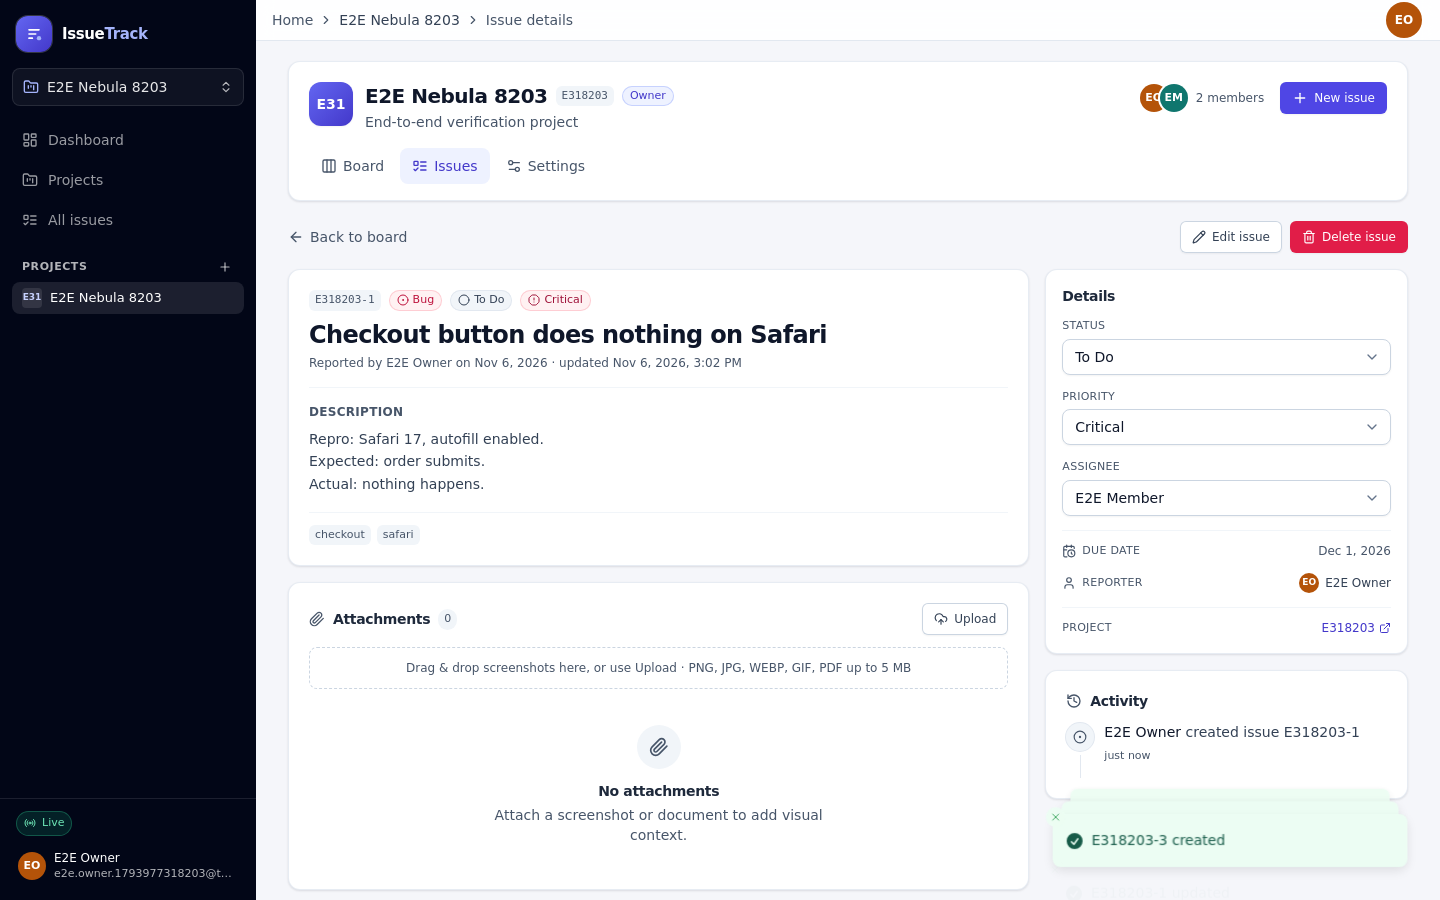 IssueTrack
E2E Nebula 8203
Dashboard
Projects
All issues
PROJECTS
E31 E2E Nebula 8203
Live
EO E2E Owner
e2e.owner.1793977318203@t...
Home > E2E Nebula 8203 > Issue details
EO
E31 E2E Nebula 8203 E318203 Owner
End-to-end verification project
EM 2 members
New issue
Board Issues Settings
Back to board
Edit issue Delete issue
E318203-1 Bug To Do Critical
Checkout button does nothing on Safari
Reported by E2E Owner on Nov 6, 2026 · updated Nov 6, 2026, 3:02 PM
DESCRIPTION
Repro: Safari 17, autofill enabled.
Expected: order submits.
Actual: nothing happens.
checkout safari
Attachments 0 Upload
Drag & drop screenshots here, or use Upload · PNG, JPG, WEBP, GIF, PDF up to 5 MB
No attachments
Attach a screenshot or document to add visual
context.
Details
STATUS
To Do
PRIORITY
Critical
ASSIGNEE
E2E Member
DUE DATE Dec 1, 2026
REPORTER EO E2E Owner
PROJECT E318203
Activity
E2E Owner created issue E318203-1
just now
E318203-3 created